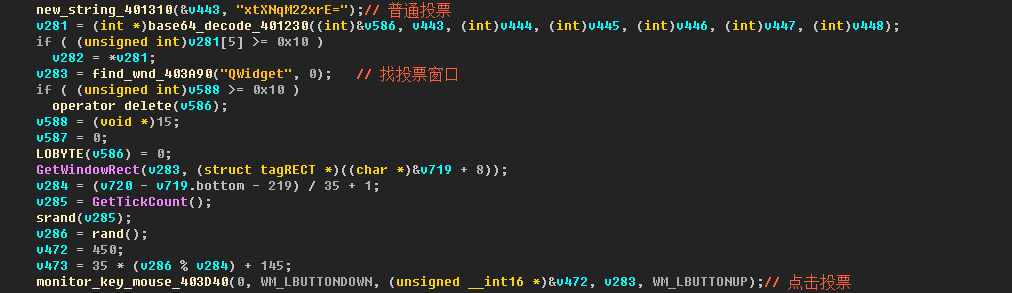 new_string_401310(&v443, "xtXNqM22xrE=");// 普通投票
v281 = (int *)base64_decode_401230((int)&v586, v443, (int)v444, (int)v445, (int)v446, (int)v447, (int)v448);
if ( (unsigned int)v281[5] >= 0x10 )
v282 = *v281;
v283 = find_wnd_403A90("QWidget", 0); // 找投票窗口
if ( (unsigned int)v588 >= 0x10 )
operator delete(v586);
v588 = (void *)15;
v587 = 0;
LOBYTE(v586) = 0;
GetWindowRect(v283, (struct tagRECT *)((char *)&v719 + 8));
v284 = (v720 - v719.bottom - 219) / 35 + 1;
v285 = GetTickCount();
srand(v285);
v286 = rand();
v472 = 450;
v473 = 35 * (v286 % v284) + 145;
monitor_key_mouse_403D40(0, WM_LBUTTONDOWN, (unsigned __int16 *)&v472, v283, WM_LBUTTONUP);// 点击投票